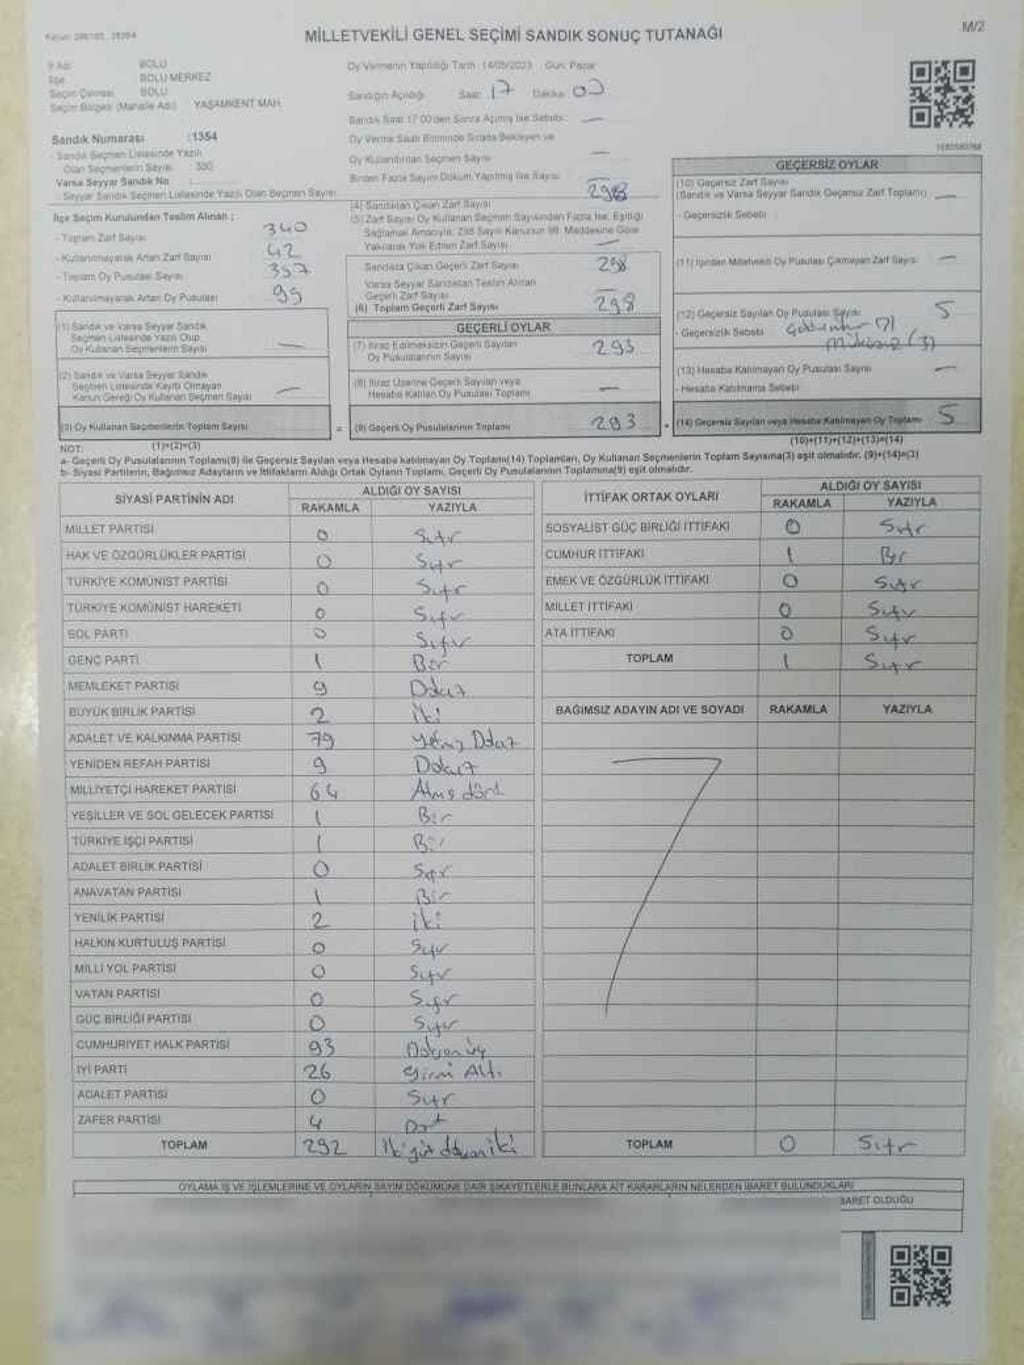 MİLLETVEKİLİ GENEL SEÇİMİ SANDIK SONUÇ TUTANAĞI
M/2
İl Adı BOLU
İlçe BOLU MERKEZ
Seçim Çevresi BOLU
Seçim Bölgesi (Mahalle Adı) YAŞAMKENT MAH.
Sandık Numarası :1354
- Sandık Seçmen Listesinde Yazılı
Olan Seçmenlerin Sayısı : 330
Varsa Seyyar Sandık No
- Seyyar Sandık Seçmen Listesinde Yazılı Olan Seçmen Sayısı
Oy Vermenin Yapıldığı Tarih :14/05/2023 Gün: Pazar
Sandığın Açıldığı Saat: 17 Dakika: 00
Sandık Saat 17.00'den Sonra Açılmış İse Sebebi: —
Oy Verme Saati Bitiminde Sırada Bekleyen ve
Oy Kullandırılan Seçmen Sayısı —
Birden Fazla Sayım Döküm Yapılmış İse Sayısı
İlçe Seçim Kurulundan Teslim Alınan ;
- Toplam Zarf Sayısı 340
- Kullanılmayarak Artan Zarf Sayısı 42
- Toplam Oy Pusulası Sayısı 357
- Kullanılmayarak Artan Oy Pusulası
(1) Sandık ve Varsa Seyyar Sandık
Seçmen Listesinde Yazılı Olup
Oy Kullanan Seçmenlerin Sayısı —
(2) Sandık ve Varsa Seyyar Sandık
Seçmen Listesinde Kayıtlı Olmayan
Kanun Gereği Oy Kullanan Seçmen Sayısı —
(3) Oy Kullanan Seçmenlerin Toplam Sayısı =
(4) Sandıktan Çıkan Zarf Sayısı 298
(5) Zarf Sayısı Oy Kullanan Seçmen Sayısından Fazla İse, Eşitliği
Sağlamak Amacıyla; 298 Sayılı Kanunun 98. Maddesine Göre
Yakılarak Yok Edilen Zarf Sayısı —
Sandıkta Çıkan Geçerli Zarf Sayısı 298
Varsa Seyyar Sandıktan Teslim Alınan
Geçerli Zarf Sayısı
(6) Toplam Geçerli Zarf Sayısı 298
GEÇERLİ OYLAR
(7) İtiraz Edilmeksizin Geçerli Sayılan
Oy Pusulalarının Sayısı 293
(8) İtiraz Üzerine Geçerli Sayılan veya
Hesaba Katılan Oy Pusulası Toplamı —
(9) Geçerli Oy Pusulalarının Toplamı 293 +
GEÇERSİZ OYLAR
(10) Geçersiz Zarf Sayısı
(Sandık ve Varsa Seyyar Sandık Geçersiz Zarf Toplamı) —
- Geçersizlik Sebebi
(11) İçinden Milletvekili Oy Pusulası Çıkmayan Zarf Sayısı —
(12) Geçersiz Sayılan Oy Pusulası Sayısı 5
- Geçersizlik Sebebi
(13) Hesaba Katılmayan Oy Pusulası Sayısı —
- Hesaba Katılmama Sebebi
(14) Geçersiz Sayılan veya Hesaba Katılmayan Oy Toplamı 5
NOT: (1)+(2)=(3) (10)+(11)+(12)+(13)=(14)
a- Geçerli Oy Pusulalarının Toplamı(9) ile Geçersiz Sayılan veya Hesaba katılmayan Oy Toplamı(14) Toplamları, Oy Kullanan Seçmenlerin Toplam Sayısına(3) eşit olmalıdır. (9)+(14)=(3)
b- Siyasi Partilerin, Bağımsız Adayların ve İttifakların Aldığı Ortak Oyların Toplamı, Geçerli Oy Pusulalarının Toplamına(9) eşit olmalıdır.
SİYASİ PARTİNİN ADI ALDIĞI OY SAYISI
RAKAMLA YAZIYLA
MİLLET PARTİSİ 0 Sıfır
HAK VE ÖZGÜRLÜKLER PARTİSİ 0 Sıfır
TÜRKİYE KOMÜNİST PARTİSİ 0 Sıfır
TÜRKİYE KOMÜNİST HAREKETİ 0 Sıfır
SOL PARTİ 0 Sıfır
GENÇ PARTİ 1 Bir
MEMLEKET PARTİSİ 9 Dokuz
BÜYÜK BİRLİK PARTİSİ 2 İki
ADALET VE KALKINMA PARTİSİ 79 Yetmiş Dokuz
YENİDEN REFAH PARTİSİ 9 Dokuz
MİLLİYETÇİ HAREKET PARTİSİ 64 Altmış dört
YEŞİLLER VE SOL GELECEK PARTİSİ 1 Bir
TÜRKİYE İŞÇİ PARTİSİ 1 Bir
ADALET BİRLİK PARTİSİ 0 Sıfır
ANAVATAN PARTİSİ 1 Bir
YENİLİK PARTİSİ 2 iki
HALKIN KURTULUŞ PARTİSİ 0 Sıfır
MİLLİ YOL PARTİSİ 0 Sıfır
VATAN PARTİSİ 0 Sıfır
GÜÇ BİRLİĞİ PARTİSİ 0 Sıfır
CUMHURİYET HALK PARTİSİ 93 Doksan üç
İYİ PARTİ 26 Yirmi Altı
ADALET PARTİSİ 0 Sıfır
ZAFER PARTİSİ 4 Dört
TOPLAM 292 İki yüz doksan iki
İTTİFAK ORTAK OYLARI ALDIĞI OY SAYISI
RAKAMLA YAZIYLA
SOSYALİST GÜÇ BİRLİĞİ İTTİFAKI 0 Sıfır
CUMHUR İTTİFAKI 1 Bir
EMEK VE ÖZGÜRLÜK İTTİFAKI 0 Sıfır
MİLLET İTTİFAKI 0 Sıfır
ATA İTTİFAKI 0 Sıfır
TOPLAM 1 Sıfır
BAĞIMSIZ ADAYIN ADI VE SOYADI RAKAMLA YAZIYLA
TOPLAM 0 Sıfır
OYLAMA İŞ VE İŞLEMLERİNE VE OYLARIN SAYIM DÖKÜMÜNE DAİR ŞİKAYETLERLE BUNLARA AİT KARARLARIN NELERDEN İBARET BULUNDUKLARI
İBARET OLDUĞU